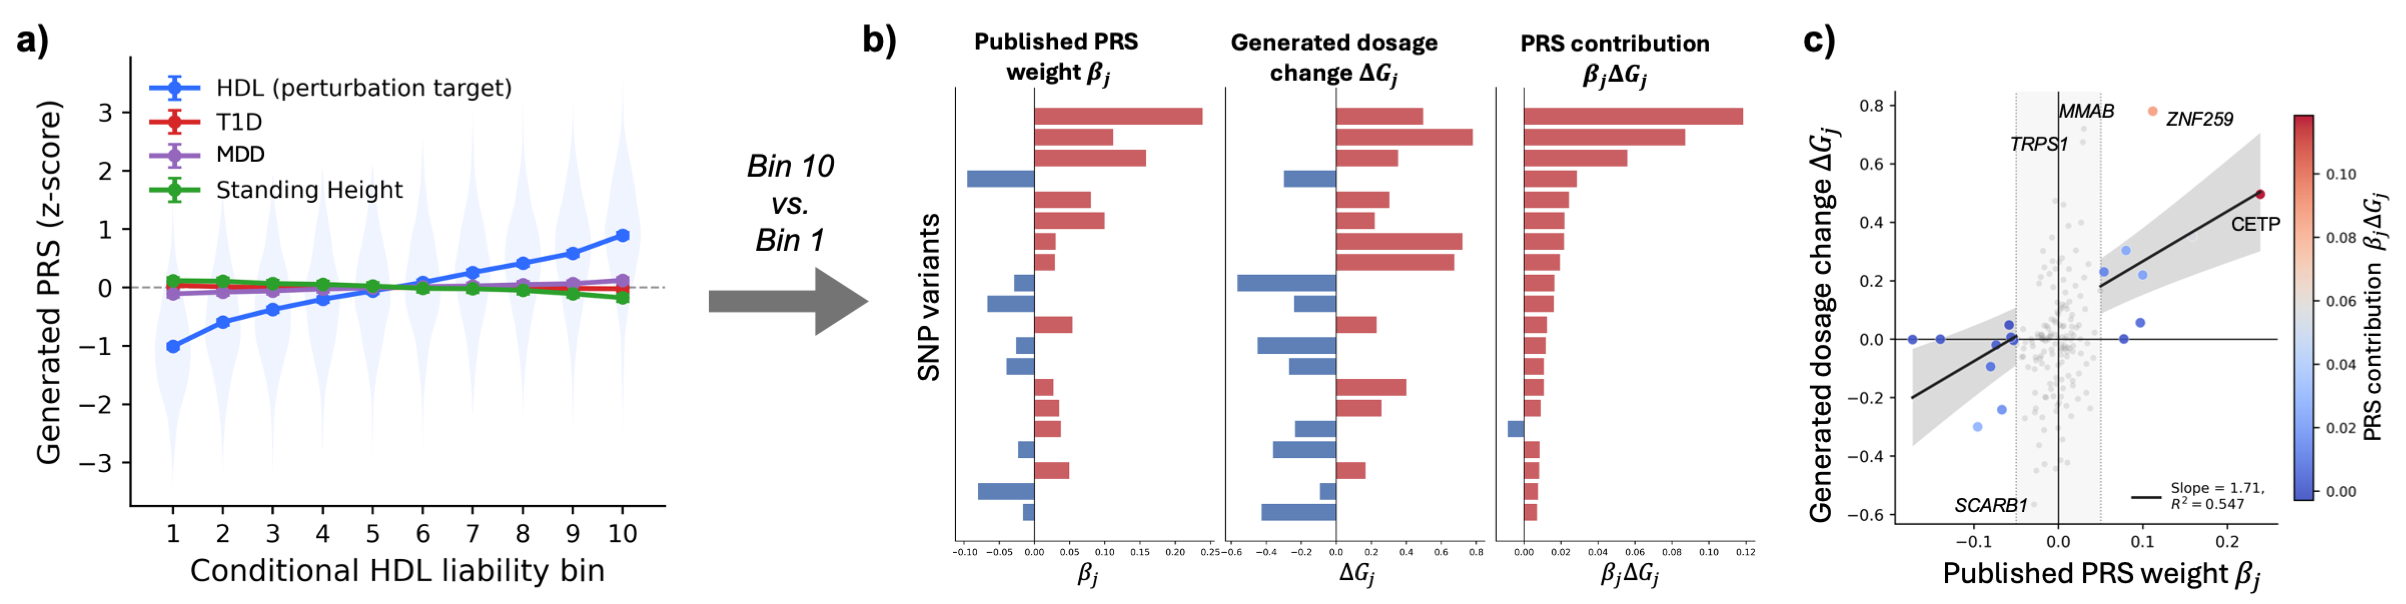 a)
HDL (perturbation target)
T1D
MDD
Standing Height
Generated PRS (z-score)
3
2
1
0
−1
−2
−3
1 2 3 4 5 6 7 8 9 10
Conditional HDL liability bin
Bin 10
vs.
Bin 1
b)
Published PRS
weight βj
Generated dosage
change ΔGj
PRS contribution
βjΔGj
SNP variants
−0.10 −0.05 0.00 0.05 0.10 0.15 0.20 0.25
βj
−0.6 −0.4 −0.2 0.0 0.2 0.4 0.6 0.8
ΔGj
0.00 0.02 0.04 0.06 0.08 0.10 0.12
βjΔGj
c)
Generated dosage change ΔGj
0.8
0.6
0.4
0.2
0.0
−0.2
−0.4
−0.6
MMAB
ZNF259
TRPS1
CETP
SCARB1
Slope = 1.71,
R² = 0.547
−0.1 0.0 0.1 0.2
Published PRS weight βj
0.10
0.08
0.06
0.04
0.02
0.00
PRS contribution βjΔGj